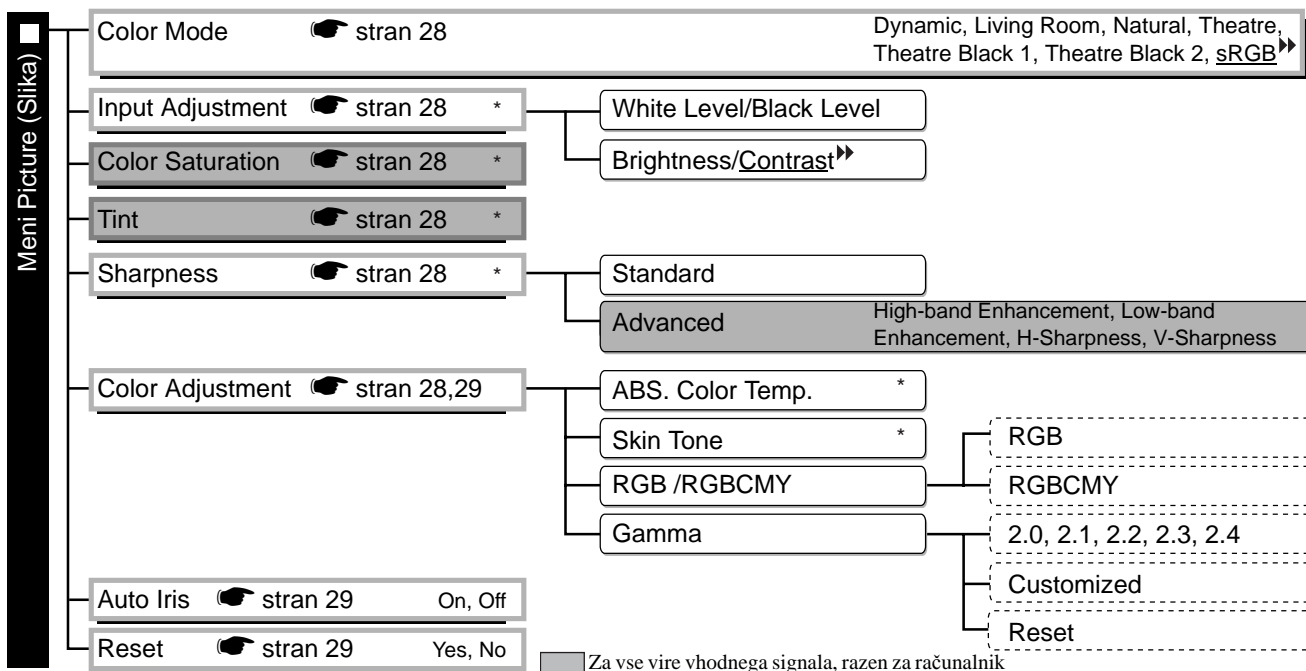 Meni Picture (Slika)
Color Mode stran 28 Dynamic, Living Room, Natural, Theatre,
Theatre Black 1, Theatre Black 2, sRGB
Input Adjustment stran 28 *
White Level/Black Level
Brightness/Contrast
Color Saturation stran 28 *
Tint stran 28 *
Sharpness stran 28 *
Standard
Advanced High-band Enhancement, Low-band
Enhancement, H-Sharpness, V-Sharpness
Color Adjustment stran 28,29
ABS. Color Temp. *
Skin Tone *
RGB /RGBCMY
RGB
RGBCMY
Gamma
2.0, 2.1, 2.2, 2.3, 2.4
Customized
Reset
Auto Iris stran 29 On, Off
Reset stran 29 Yes, No
Za vse vire vhodnega signala, razen za računalnik